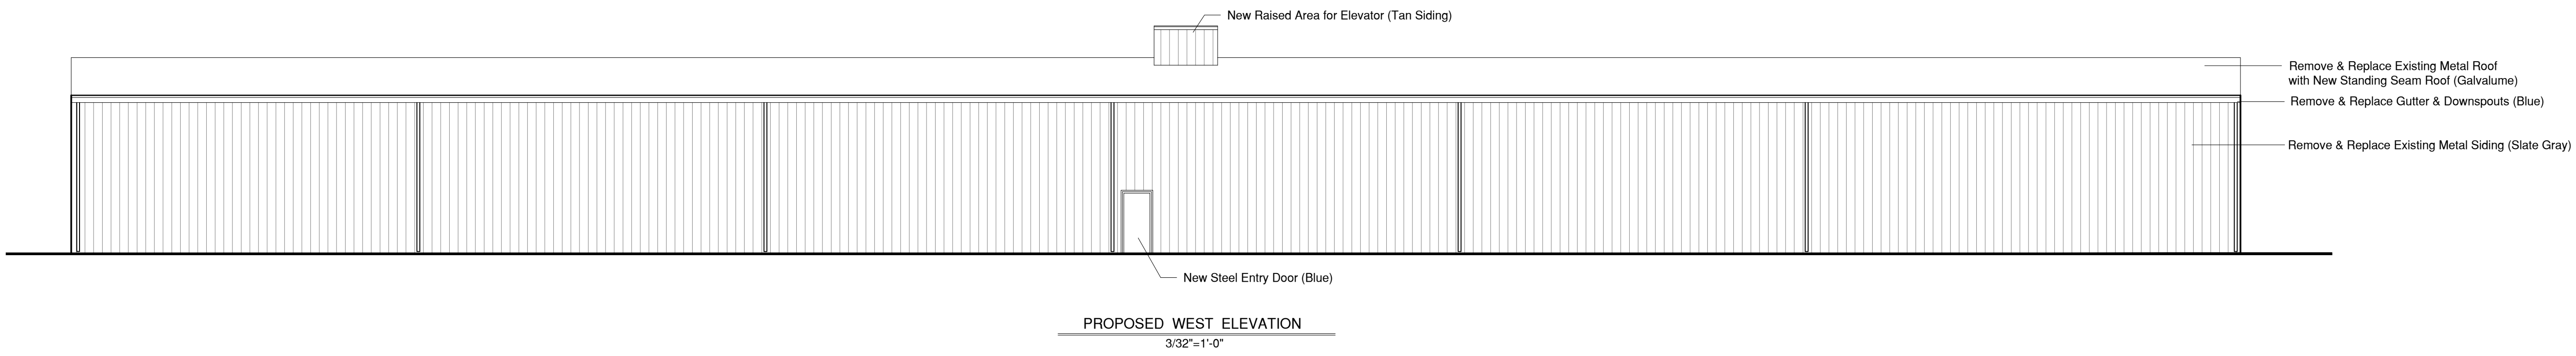 New Raised Area for Elevator (Tan Siding)
Remove & Replace Existing Metal Roof
with New Standing Seam Roof (Galvalume)
Remove & Replace Gutter & Downspouts (Blue)
Remove & Replace Existing Metal Siding (Slate Gray)
New Steel Entry Door (Blue)
PROPOSED WEST ELEVATION
3/32"=1'-0"